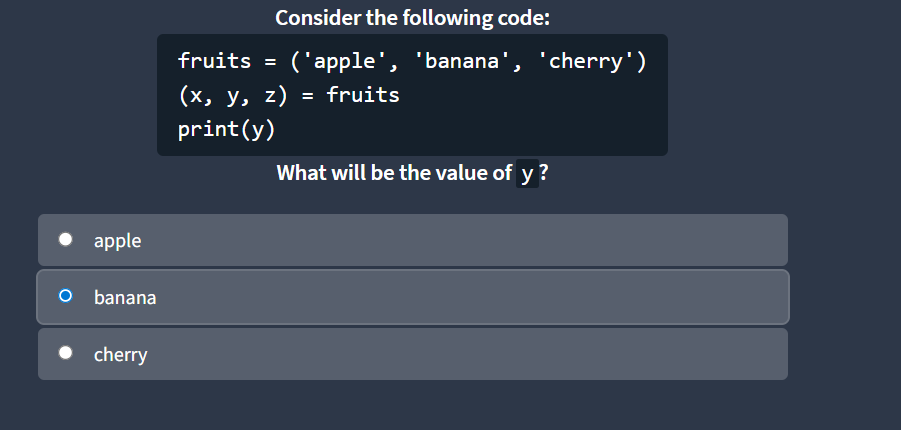 Consider the following code:
fruits = ('apple', 'banana', 'cherry')
(x, y, z) = fruits
print(y)
What will be the value of y?
apple
banana
cherry